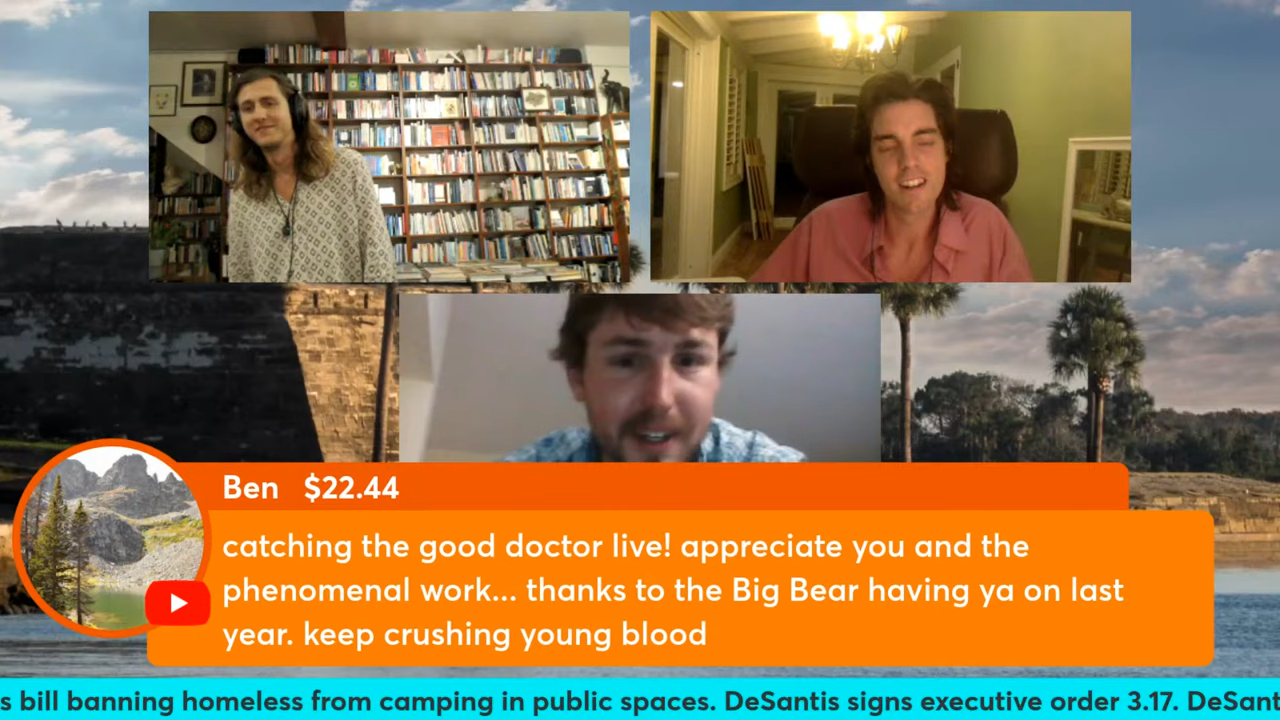 Ben $22.44
catching the good doctor live! appreciate you and the
phenomenal work... thanks to the Big Bear having ya on last
year. keep crushing young blood
s bill banning homeless from camping in public spaces. DeSantis signs executive order 3.17. DeSant